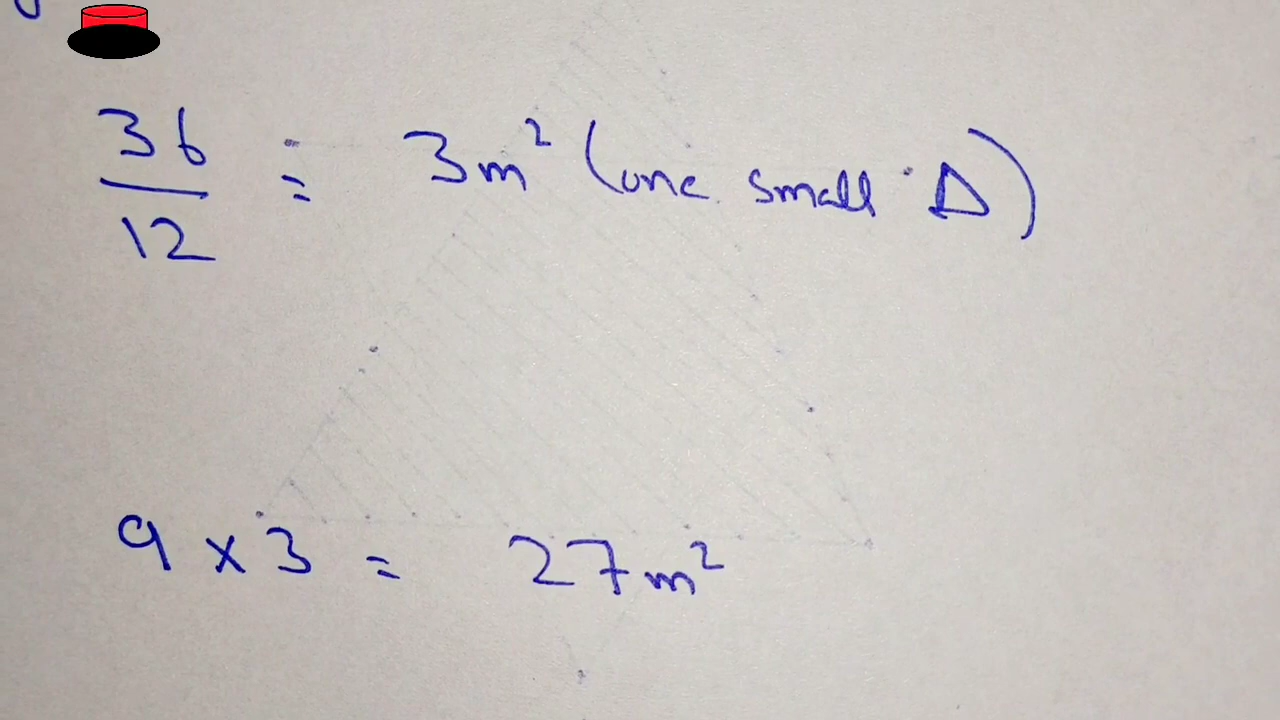 36/12 = 3m² (one small Δ)
9 x 3 = 27m²